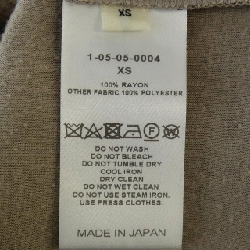 XS
1-05-05-0004
XS
100% RAYON
OTHER FABRIC 100% POLYESTER
DO NOT WASH
DO NOT BLEACH
DO NOT TUMBLE DRY
COOL IRON
DRY CLEAN
DO NOT WET CLEAN
DO NOT USE STEAM IRON.
USE PRESS CLOTHES
MADE IN JAPAN